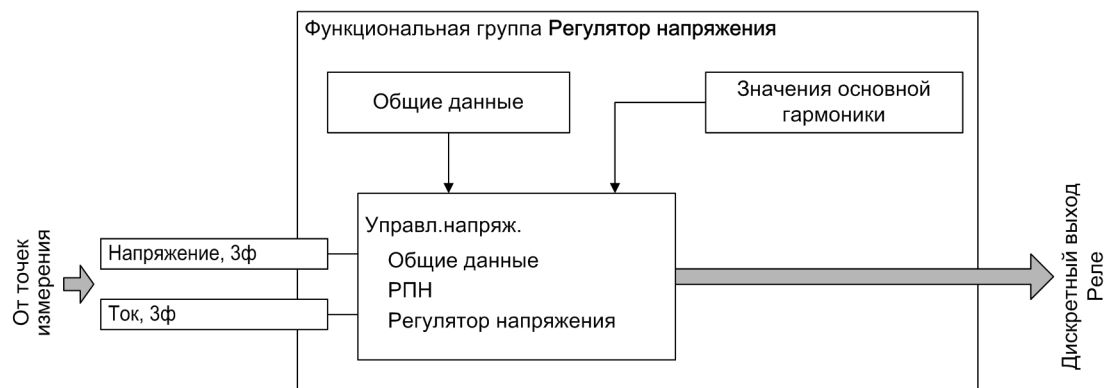 Функциональная группа Регулятор напряжения
Общие данные
Значения основной
гармоники
От точек
измерения
Напряжение, 3ф
Ток, 3ф
Управл.напряж.
Общие данные
РПН
Регулятор напряжения
Дискретный выход
Реле